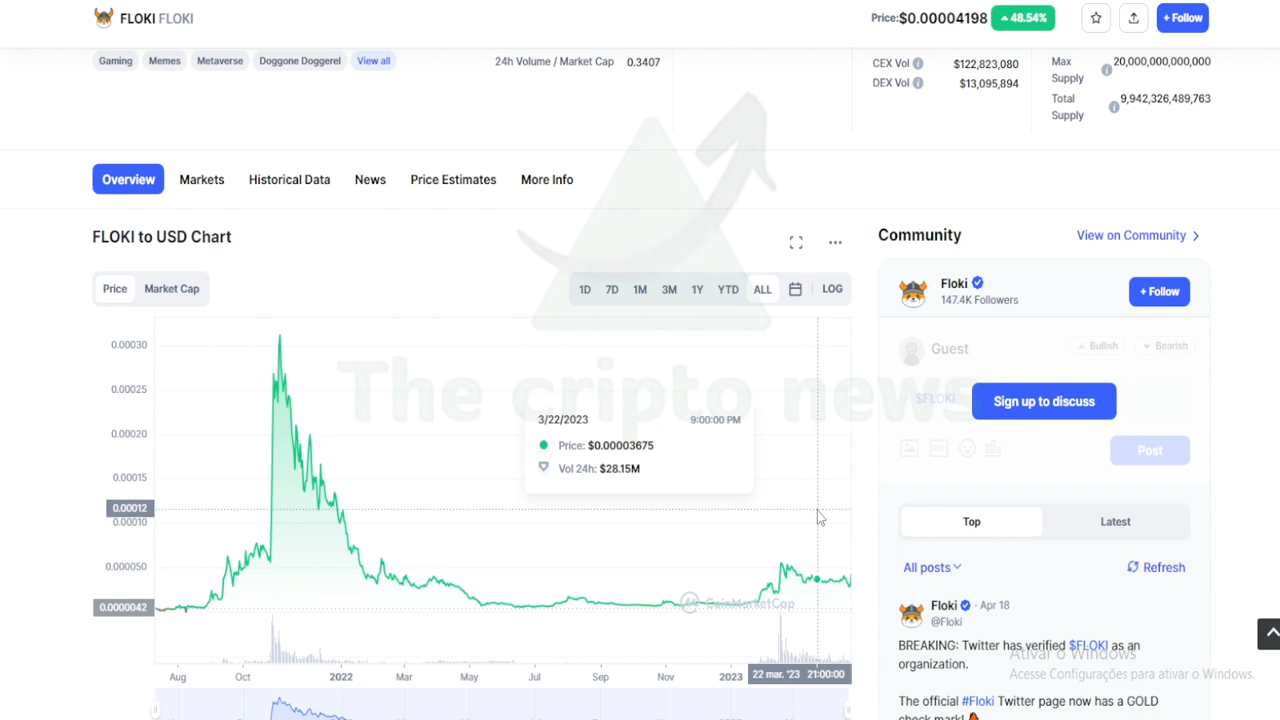 FLOKI FLOKI
Price:$0.00004198 48.54%
+ Follow
Gaming Memes Metaverse Doggone Doggerel View all
24h Volume / Market Cap 0.3407
CEX Vol $122,823,080
DEX Vol $13,095,894
Max Supply 20,000,000,000,000
Total Supply 9,942,326,489,763
Overview Markets Historical Data News Price Estimates More Info
FLOKI to USD Chart
Price Market Cap
1D 7D 1M 3M 1Y YTD ALL LOG
0.00030
0.00025
0.00020
0.00015
0.00012
0.00010
0.000050
0.0000042
3/22/2023 9:00:00 PM
Price: $0.00003675
Vol 24h: $28.15M
CoinMarketCap
Aug Oct 2022 Mar May Jul Sep Nov 2023 22 mar. '23 21:00:00
The cripto news
Community View on Community
Floki
147.4K Followers
+ Follow
Guest Bullish Bearish
$FLOKI
Sign up to discuss
Post
Top Latest
All posts Refresh
Floki · Apr 18
@Floki
BREAKING: Twitter has verified $FLOKI as an
organization.
The official #Floki Twitter page now has a GOLD
check mark!
Ativar o Windows
Acesse Configurações para ativar o Windows.